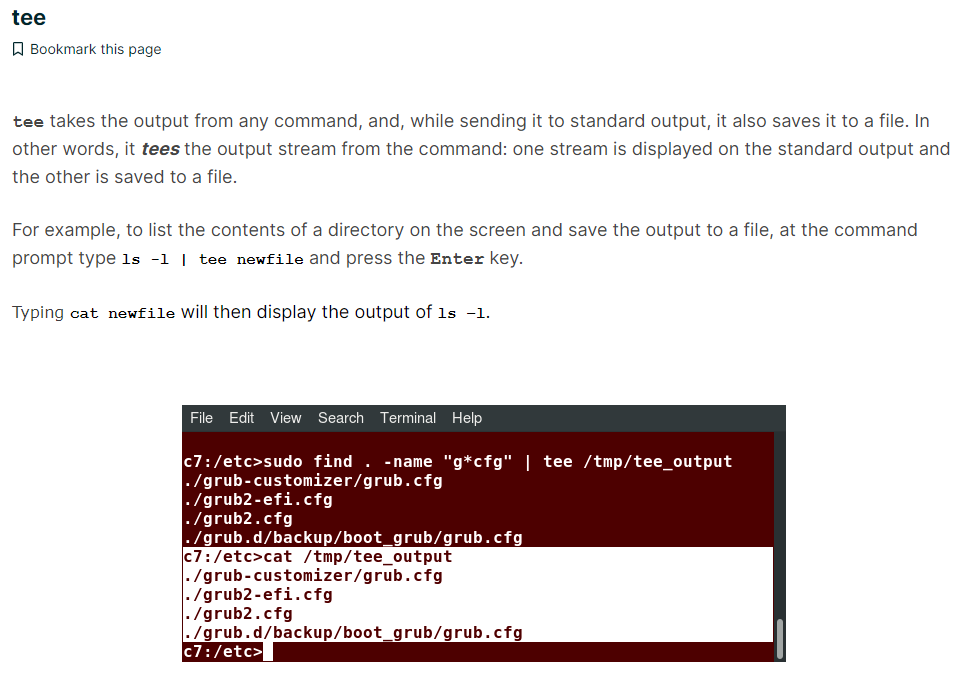 tee
Bookmark this page
tee takes the output from any command, and, while sending it to standard output, it also saves it to a file. In
other words, it tees the output stream from the command: one stream is displayed on the standard output and
the other is saved to a file.
For example, to list the contents of a directory on the screen and save the output to a file, at the command
prompt type ls -l | tee newfile and press the Enter key.
Typing cat newfile will then display the output of ls -l.
File Edit View Search Terminal Help
c7:/etc>sudo find . -name "g*cfg" | tee /tmp/tee_output
./grub-customizer/grub.cfg
./grub2-efi.cfg
./grub2.cfg
./grub.d/backup/boot_grub/grub.cfg
c7:/etc>cat /tmp/tee_output
./grub-customizer/grub.cfg
./grub2-efi.cfg
./grub2.cfg
./grub.d/backup/boot_grub/grub.cfg
c7:/etc>